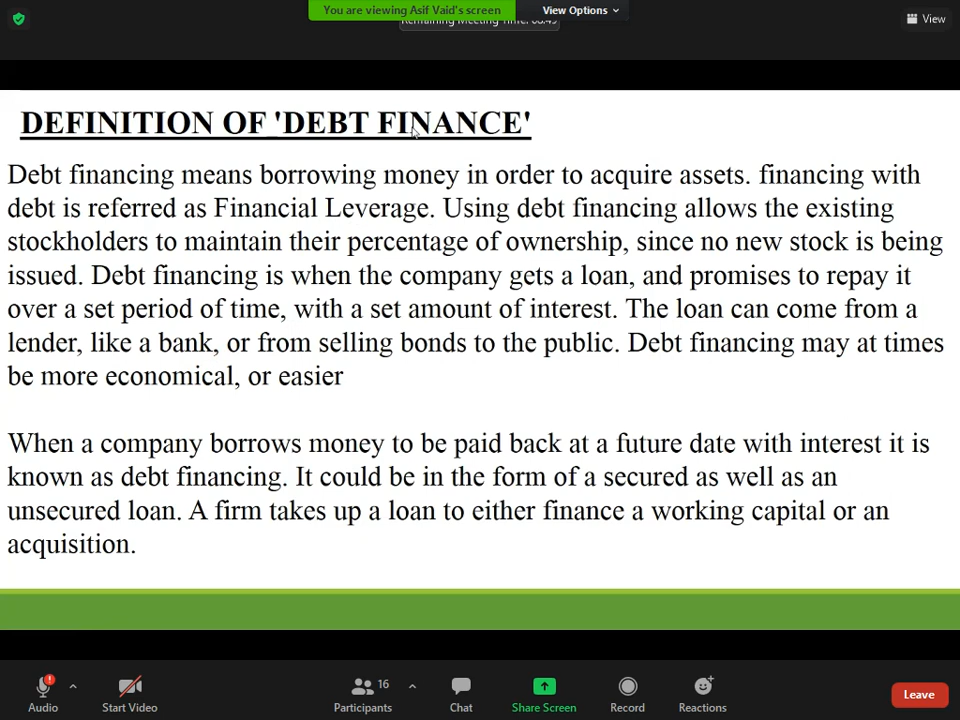 You are viewing Asif Vaid's screen
View Options
Remaining Meeting Time:
View
DEFINITION OF 'DEBT FINANCE'
Debt financing means borrowing money in order to acquire assets. financing with
debt is referred as Financial Leverage. Using debt financing allows the existing
stockholders to maintain their percentage of ownership, since no new stock is being
issued. Debt financing is when the company gets a loan, and promises to repay it
over a set period of time, with a set amount of interest. The loan can come from a
lender, like a bank, or from selling bonds to the public. Debt financing may at times
be more economical, or easier
When a company borrows money to be paid back at a future date with interest it is
known as debt financing. It could be in the form of a secured as well as an
unsecured loan. A firm takes up a loan to either finance a working capital or an
acquisition.
16
Audio
Start Video
Participants
Chat
Share Screen
Record
Reactions
Leave